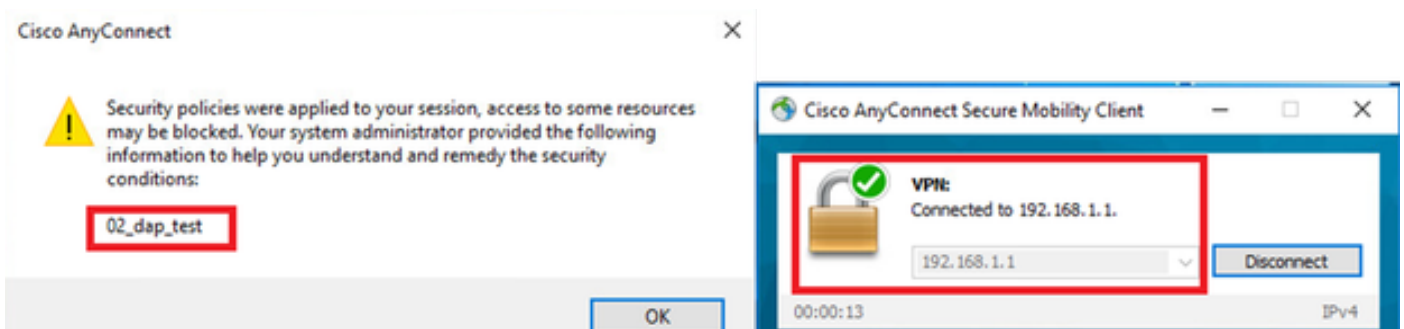 Cisco AnyConnect
Security policies were applied to your session, access to some resources
may be blocked. Your system administrator provided the following
information to help you understand and remedy the security
conditions:
02_dap_test
OK
Cisco AnyConnect Secure Mobility Client
VPN:
Connected to 192.168.1.1.
192.168.1.1
Disconnect
00:00:13
IPv4